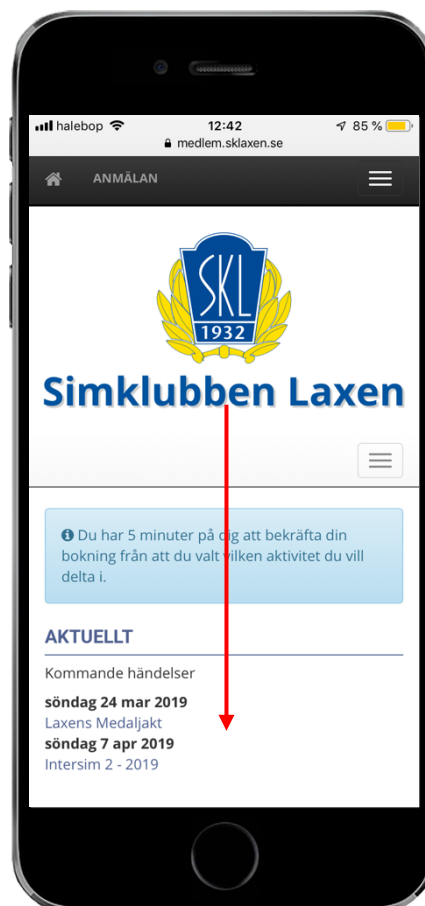 halebop 12:42 85 %
medlem.sklaxen.se
ANMÄLAN
SKL
1932
Simklubben Laxen
Du har 5 minuter på dig att bekräfta din
bokning från att du valt vilken aktivitet du vill
delta i.
AKTUELLT
Kommande händelser
söndag 24 mar 2019
Laxens Medaljakt
söndag 7 apr 2019
Intersim 2 - 2019